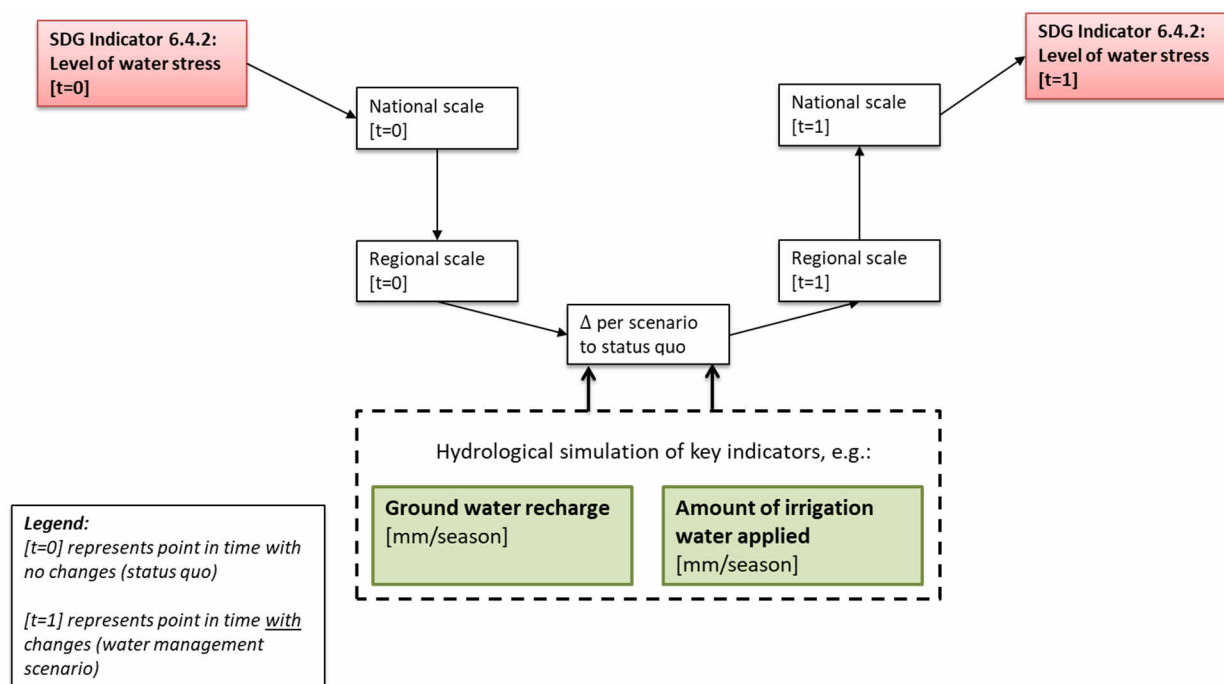 SDG Indicator 6.4.2:
Level of water stress
[t=0]
SDG Indicator 6.4.2:
Level of water stress
[t=1]
National scale
[t=0]
National scale
[t=1]
Regional scale
[t=0]
Regional scale
[t=1]
Δ per scenario
to status quo
Hydrological simulation of key indicators, e.g.:
Ground water recharge
[mm/season]
Amount of irrigation
water applied
[mm/season]
Legend:
[t=0] represents point in time with
no changes (status quo)
[t=1] represents point in time with
changes (water management
scenario)